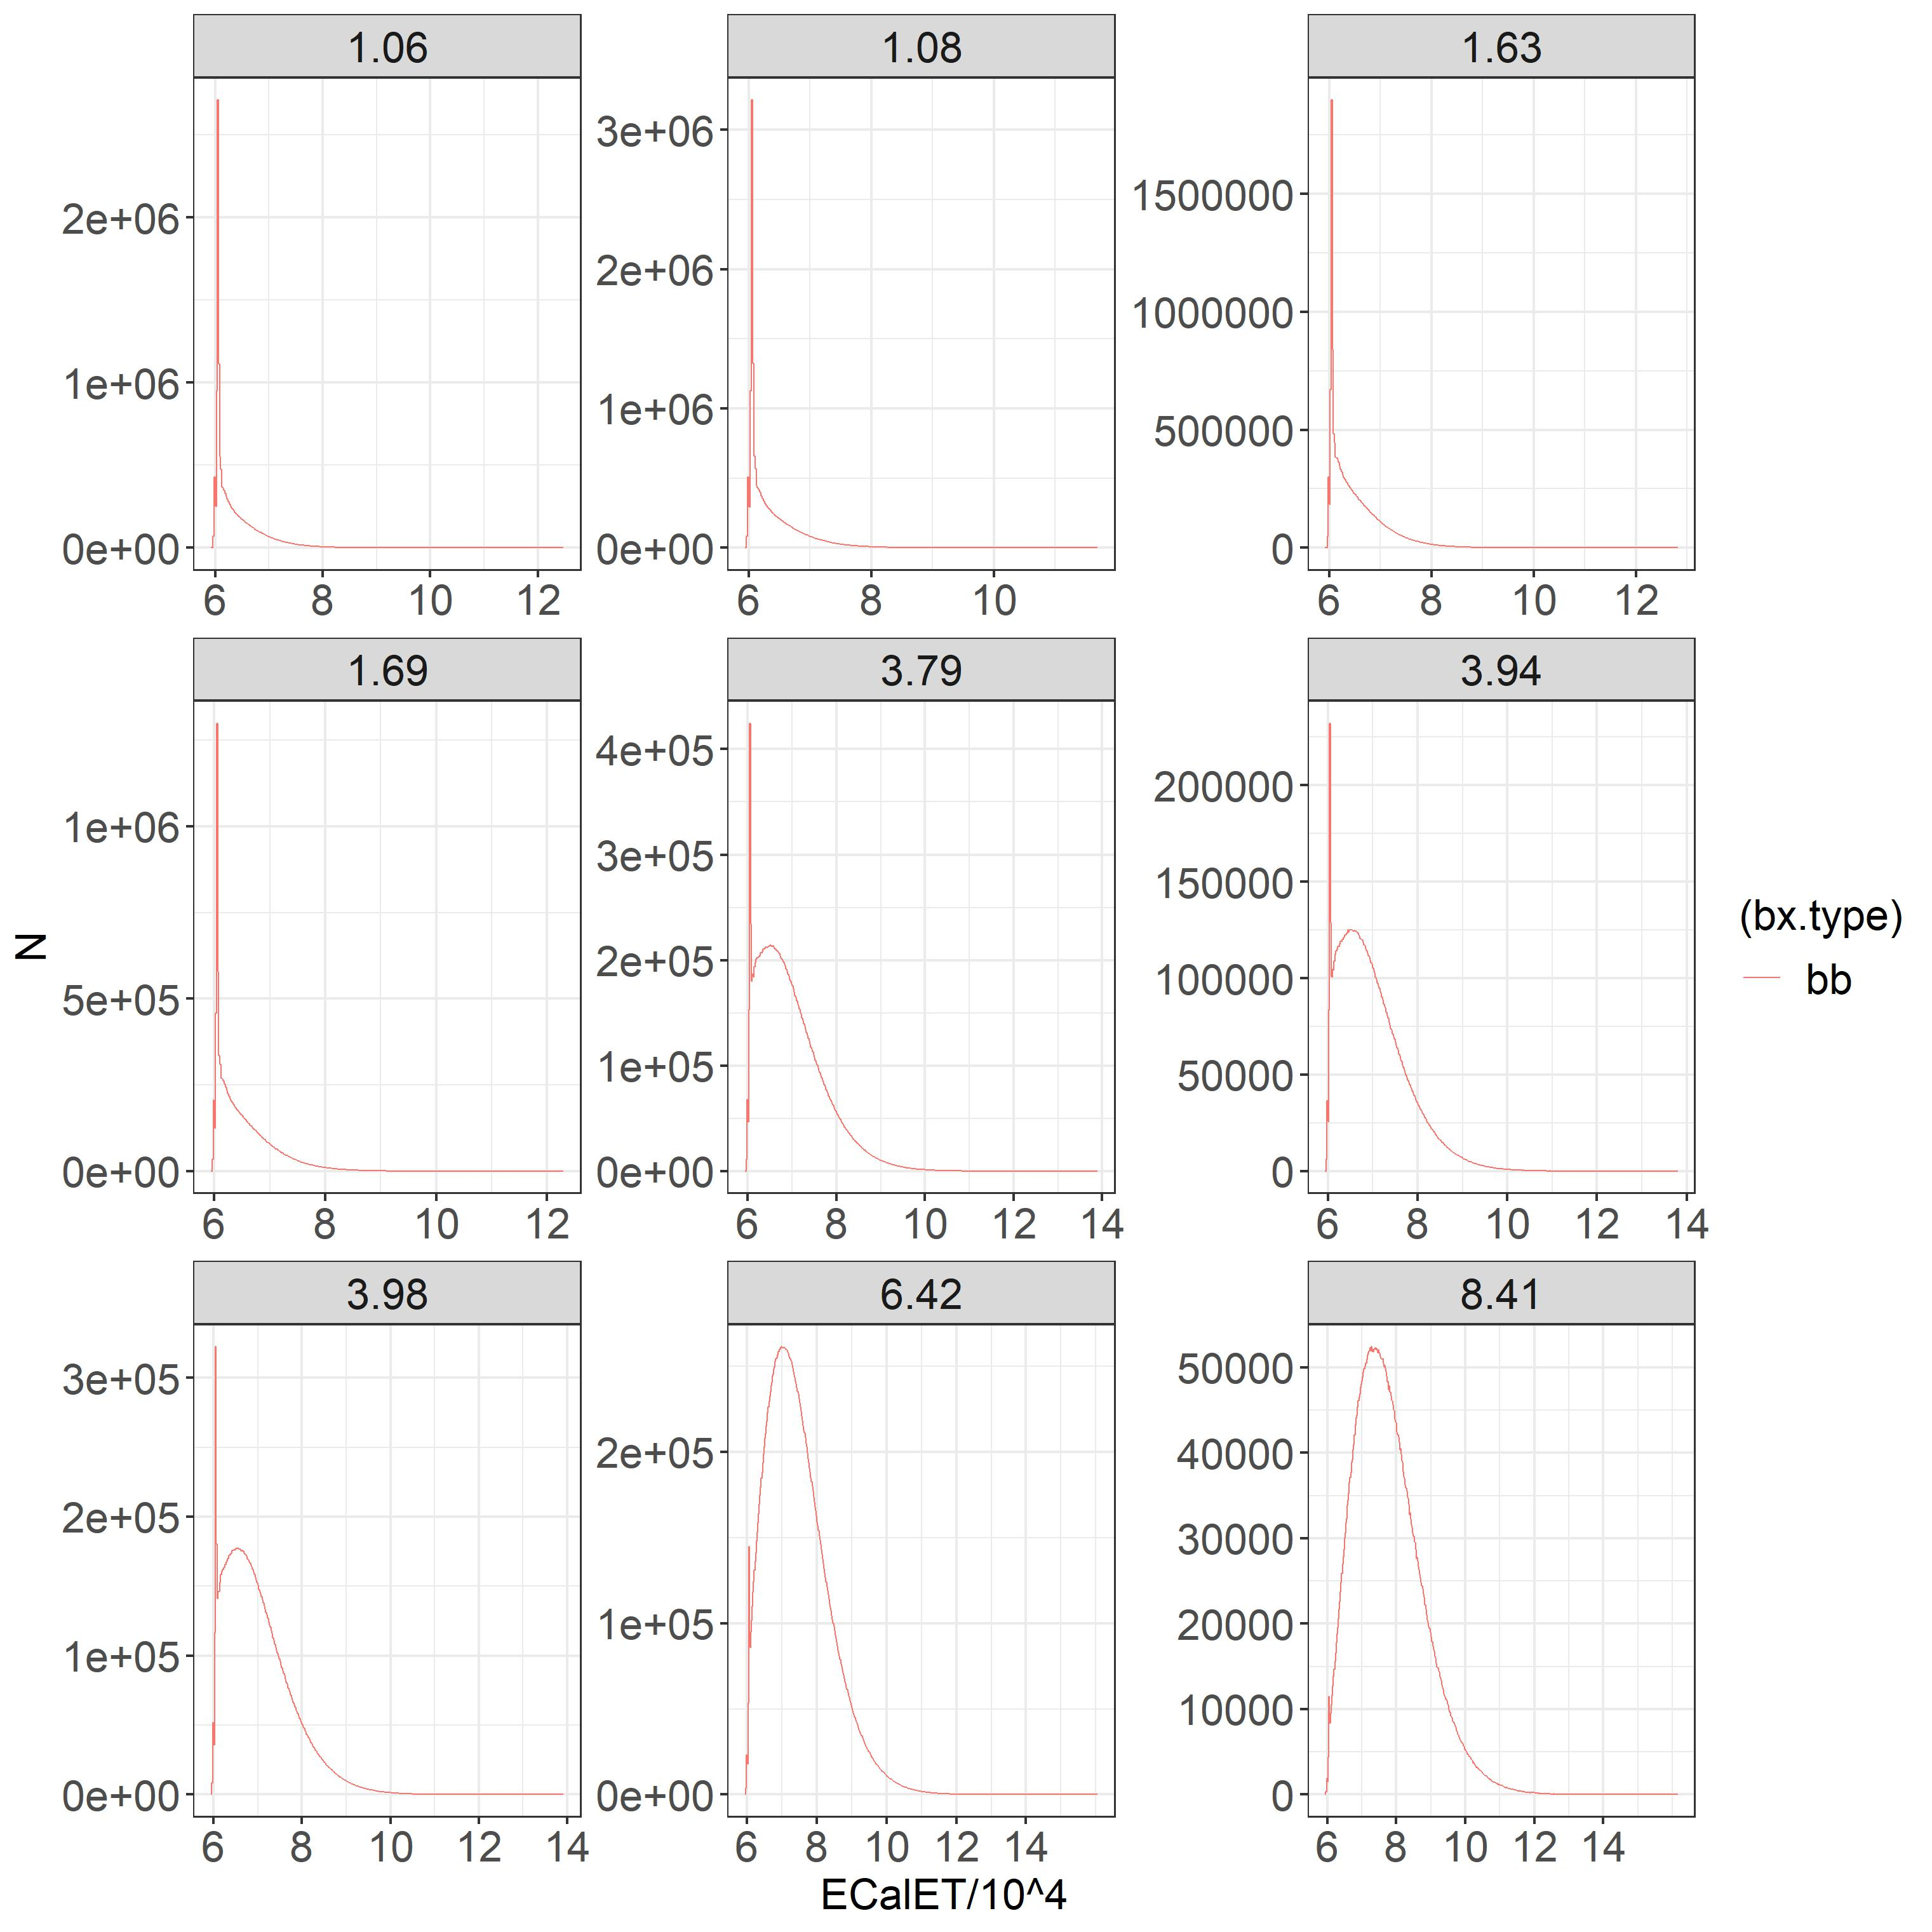 1.06
1.08
1.63
2e+06
1e+06
0e+00
6 8 10 12
3e+06
2e+06
1e+06
0e+00
6 8 10
1500000
1000000
500000
0
6 8 10 12
1.69
3.79
3.94
1e+06
5e+05
0e+00
6 8 10 12
4e+05
3e+05
2e+05
1e+05
0e+00
6 8 10 12 14
200000
150000
100000
50000
0
6 8 10 12 14
3.98
6.42
8.41
3e+05
2e+05
1e+05
0e+00
6 8 10 12 14
2e+05
1e+05
0e+00
6 8 10 12 14
50000
40000
30000
20000
10000
0
6 8 10 12 14
N
ECalET/10^4
(bx.type)
bb